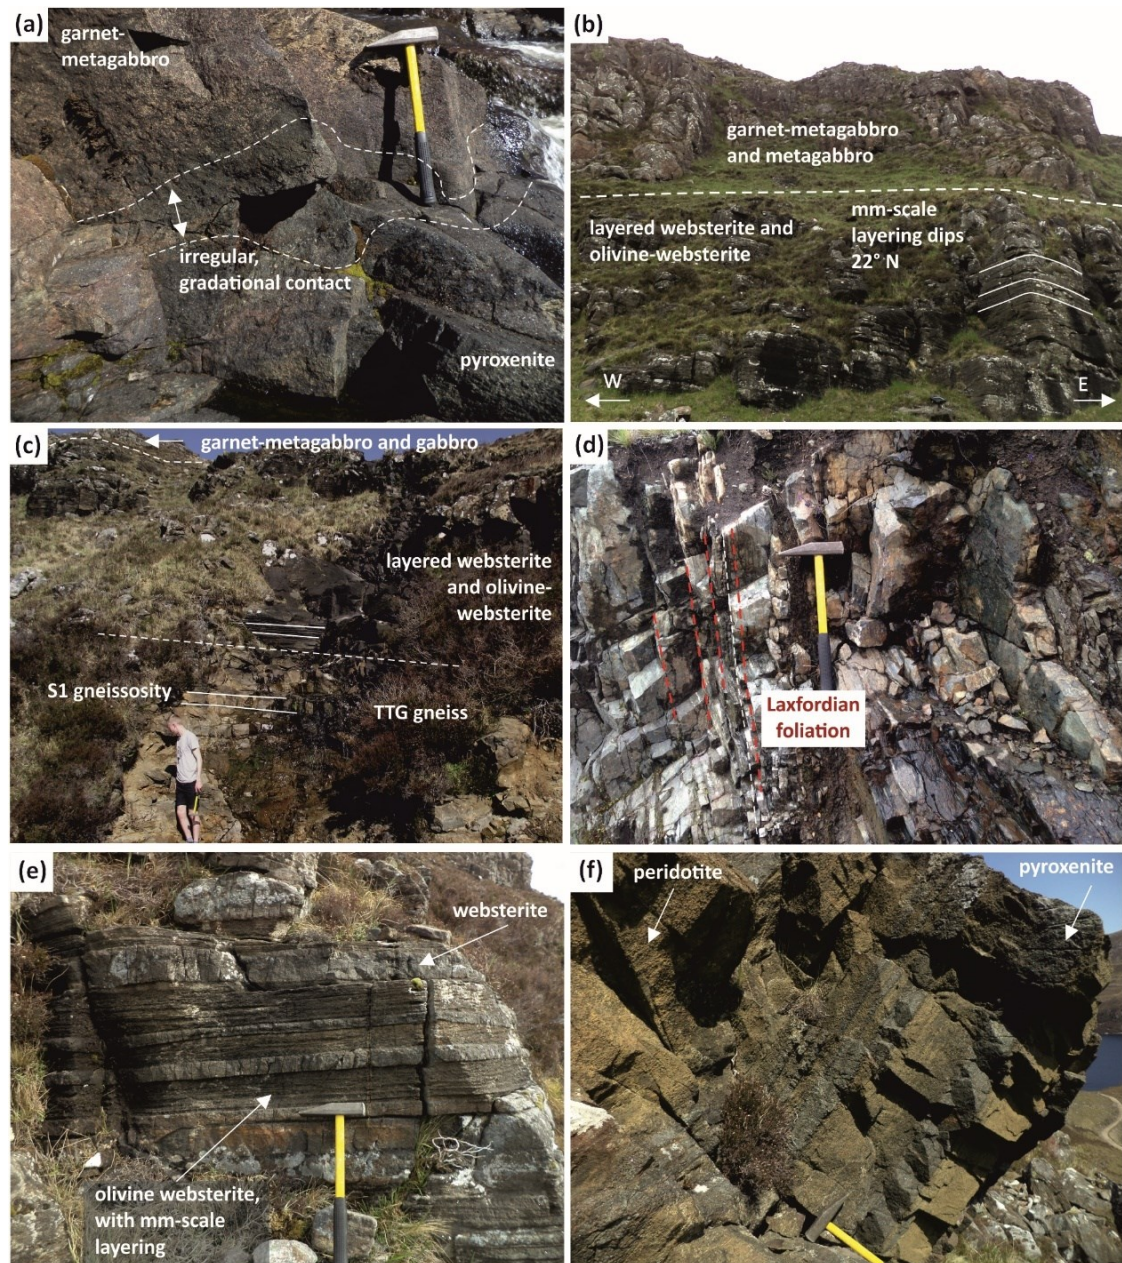 (a)
garnet-
metagabbro
irregular,
gradational contact
pyroxenite
(b)
garnet-metagabbro
and metagabbro
layered websterite and
olivine-websterite
mm-scale
layering dips
22° N
W
E
(c)
garnet-metagabbro and gabbro
layered websterite
and olivine-
websterite
S1 gneissosity
TTG gneiss
(d)
Laxfordian
foliation
(e)
websterite
olivine websterite,
with mm-scale
layering
(f)
peridotite
pyroxenite